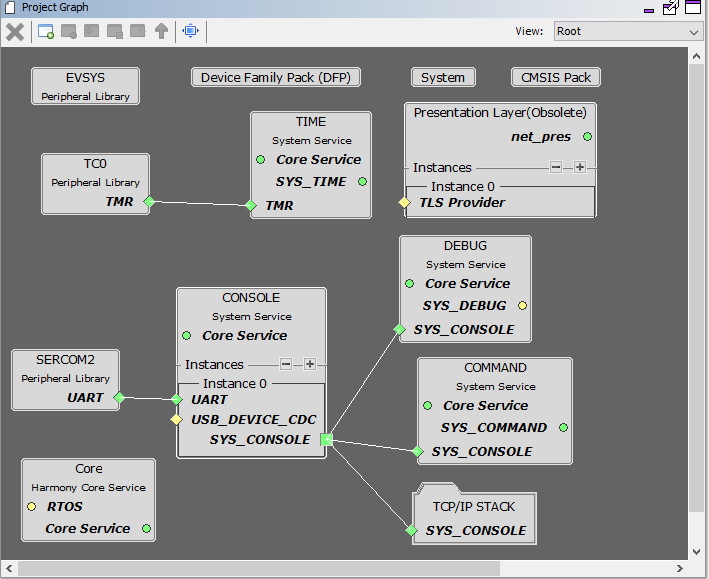 Project Graph
View:
Root
EVSYS
Peripheral Library
Device Family Pack (DFP)
System
CMSIS Pack
TIME
System Service
Core Service
SYS_TIME
TMR
Presentation Layer(Obsolete)
net_pres
Instances
Instance 0
TLS Provider
TC0
Peripheral Library
TMR
DEBUG
System Service
Core Service
SYS_DEBUG
SYS_CONSOLE
CONSOLE
System Service
Core Service
Instances
Instance 0
UART
USB_DEVICE_CDC
SYS_CONSOLE
SERCOM2
Peripheral Library
UART
COMMAND
System Service
Core Service
SYS_COMMAND
SYS_CONSOLE
Core
Harmony Core Service
RTOS
Core Service
TCP/IP STACK
SYS_CONSOLE